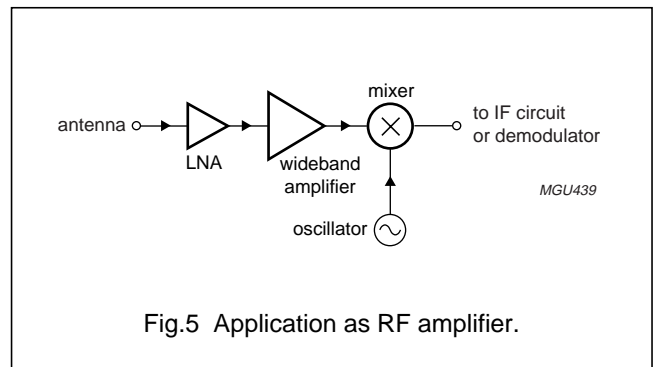 mixer
antenna
to IF circuit
or demodulator
LNA
wideband
amplifier
MGU439
oscillator
Fig.5 Application as RF amplifier.